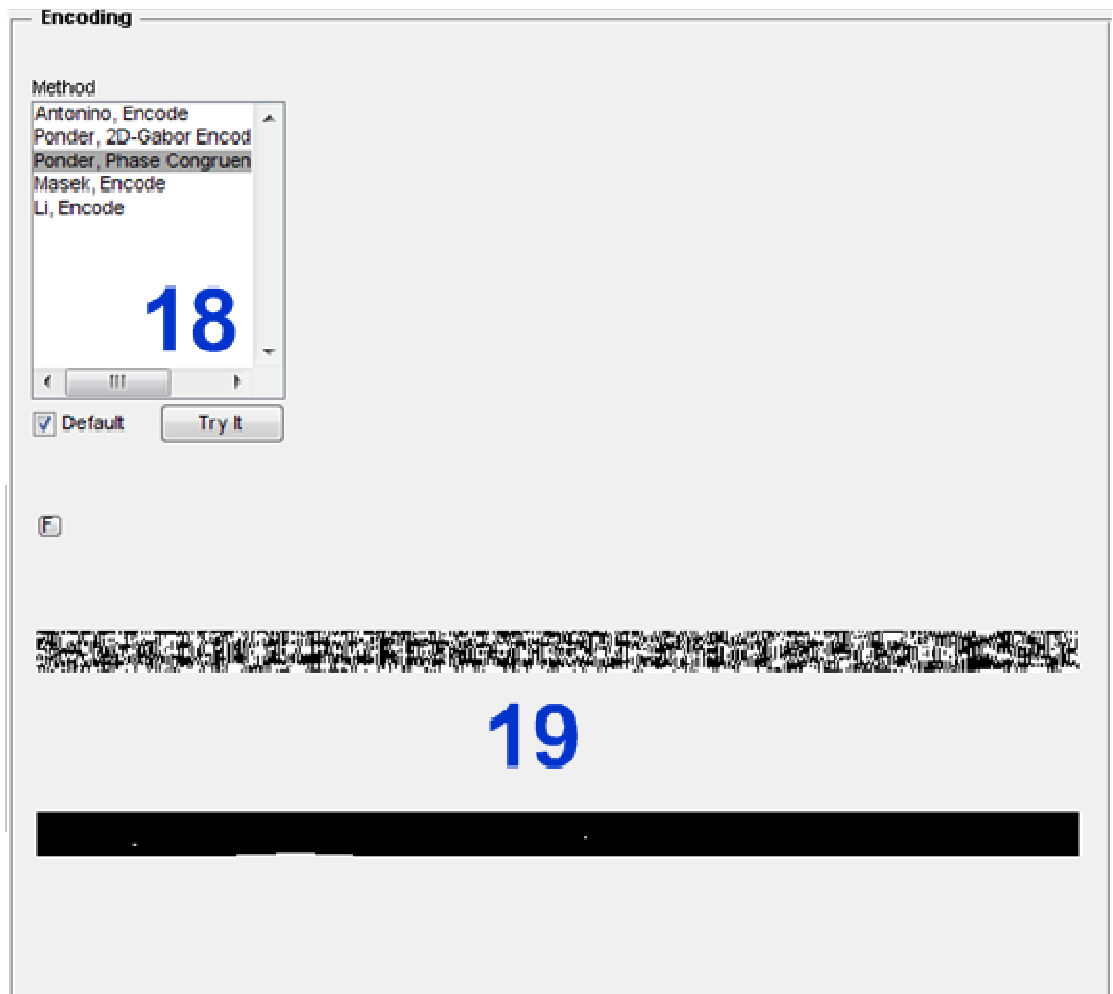 Encoding
Method
Antonino, Encode
Ponder, 2D-Gabor Encod
Ponder, Phase Congruen
Masek, Encode
Li, Encode
18
Default
Try It
F
19